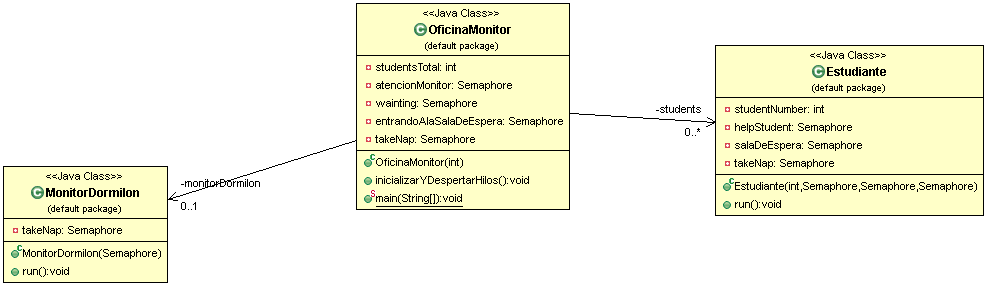 <<Java Class>>
OficinaMonitor
(default package)
studentsTotal: int
atencionMonitor: Semaphore
wainting: Semaphore
entrandoAlaSalaDeEspera: Semaphore
takeNap: Semaphore
OficinaMonitor(int)
inicializarYDespertarHilos():void
main(String[]):void
-students
0..*
<<Java Class>>
Estudiante
(default package)
studentNumber: int
helpStudent: Semaphore
salaDeEspera: Semaphore
takeNap: Semaphore
Estudiante(int,Semaphore,Semaphore,Semaphore)
run():void
-monitorDormilon
0..1
<<Java Class>>
MonitorDormilon
(default package)
takeNap: Semaphore
MonitorDormilon(Semaphore)
run():void